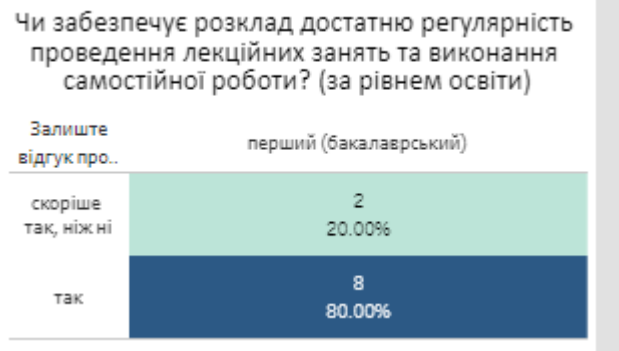 Чи забезпечує розклад достатню регулярність
проведення лекційних занять та виконання
самостійної роботи? (за рівнем освіти)
Залиште
відгук про..
перший (бакалаврський)
скоріше
так, ніж ні
2
20.00%
так
8
80.00%